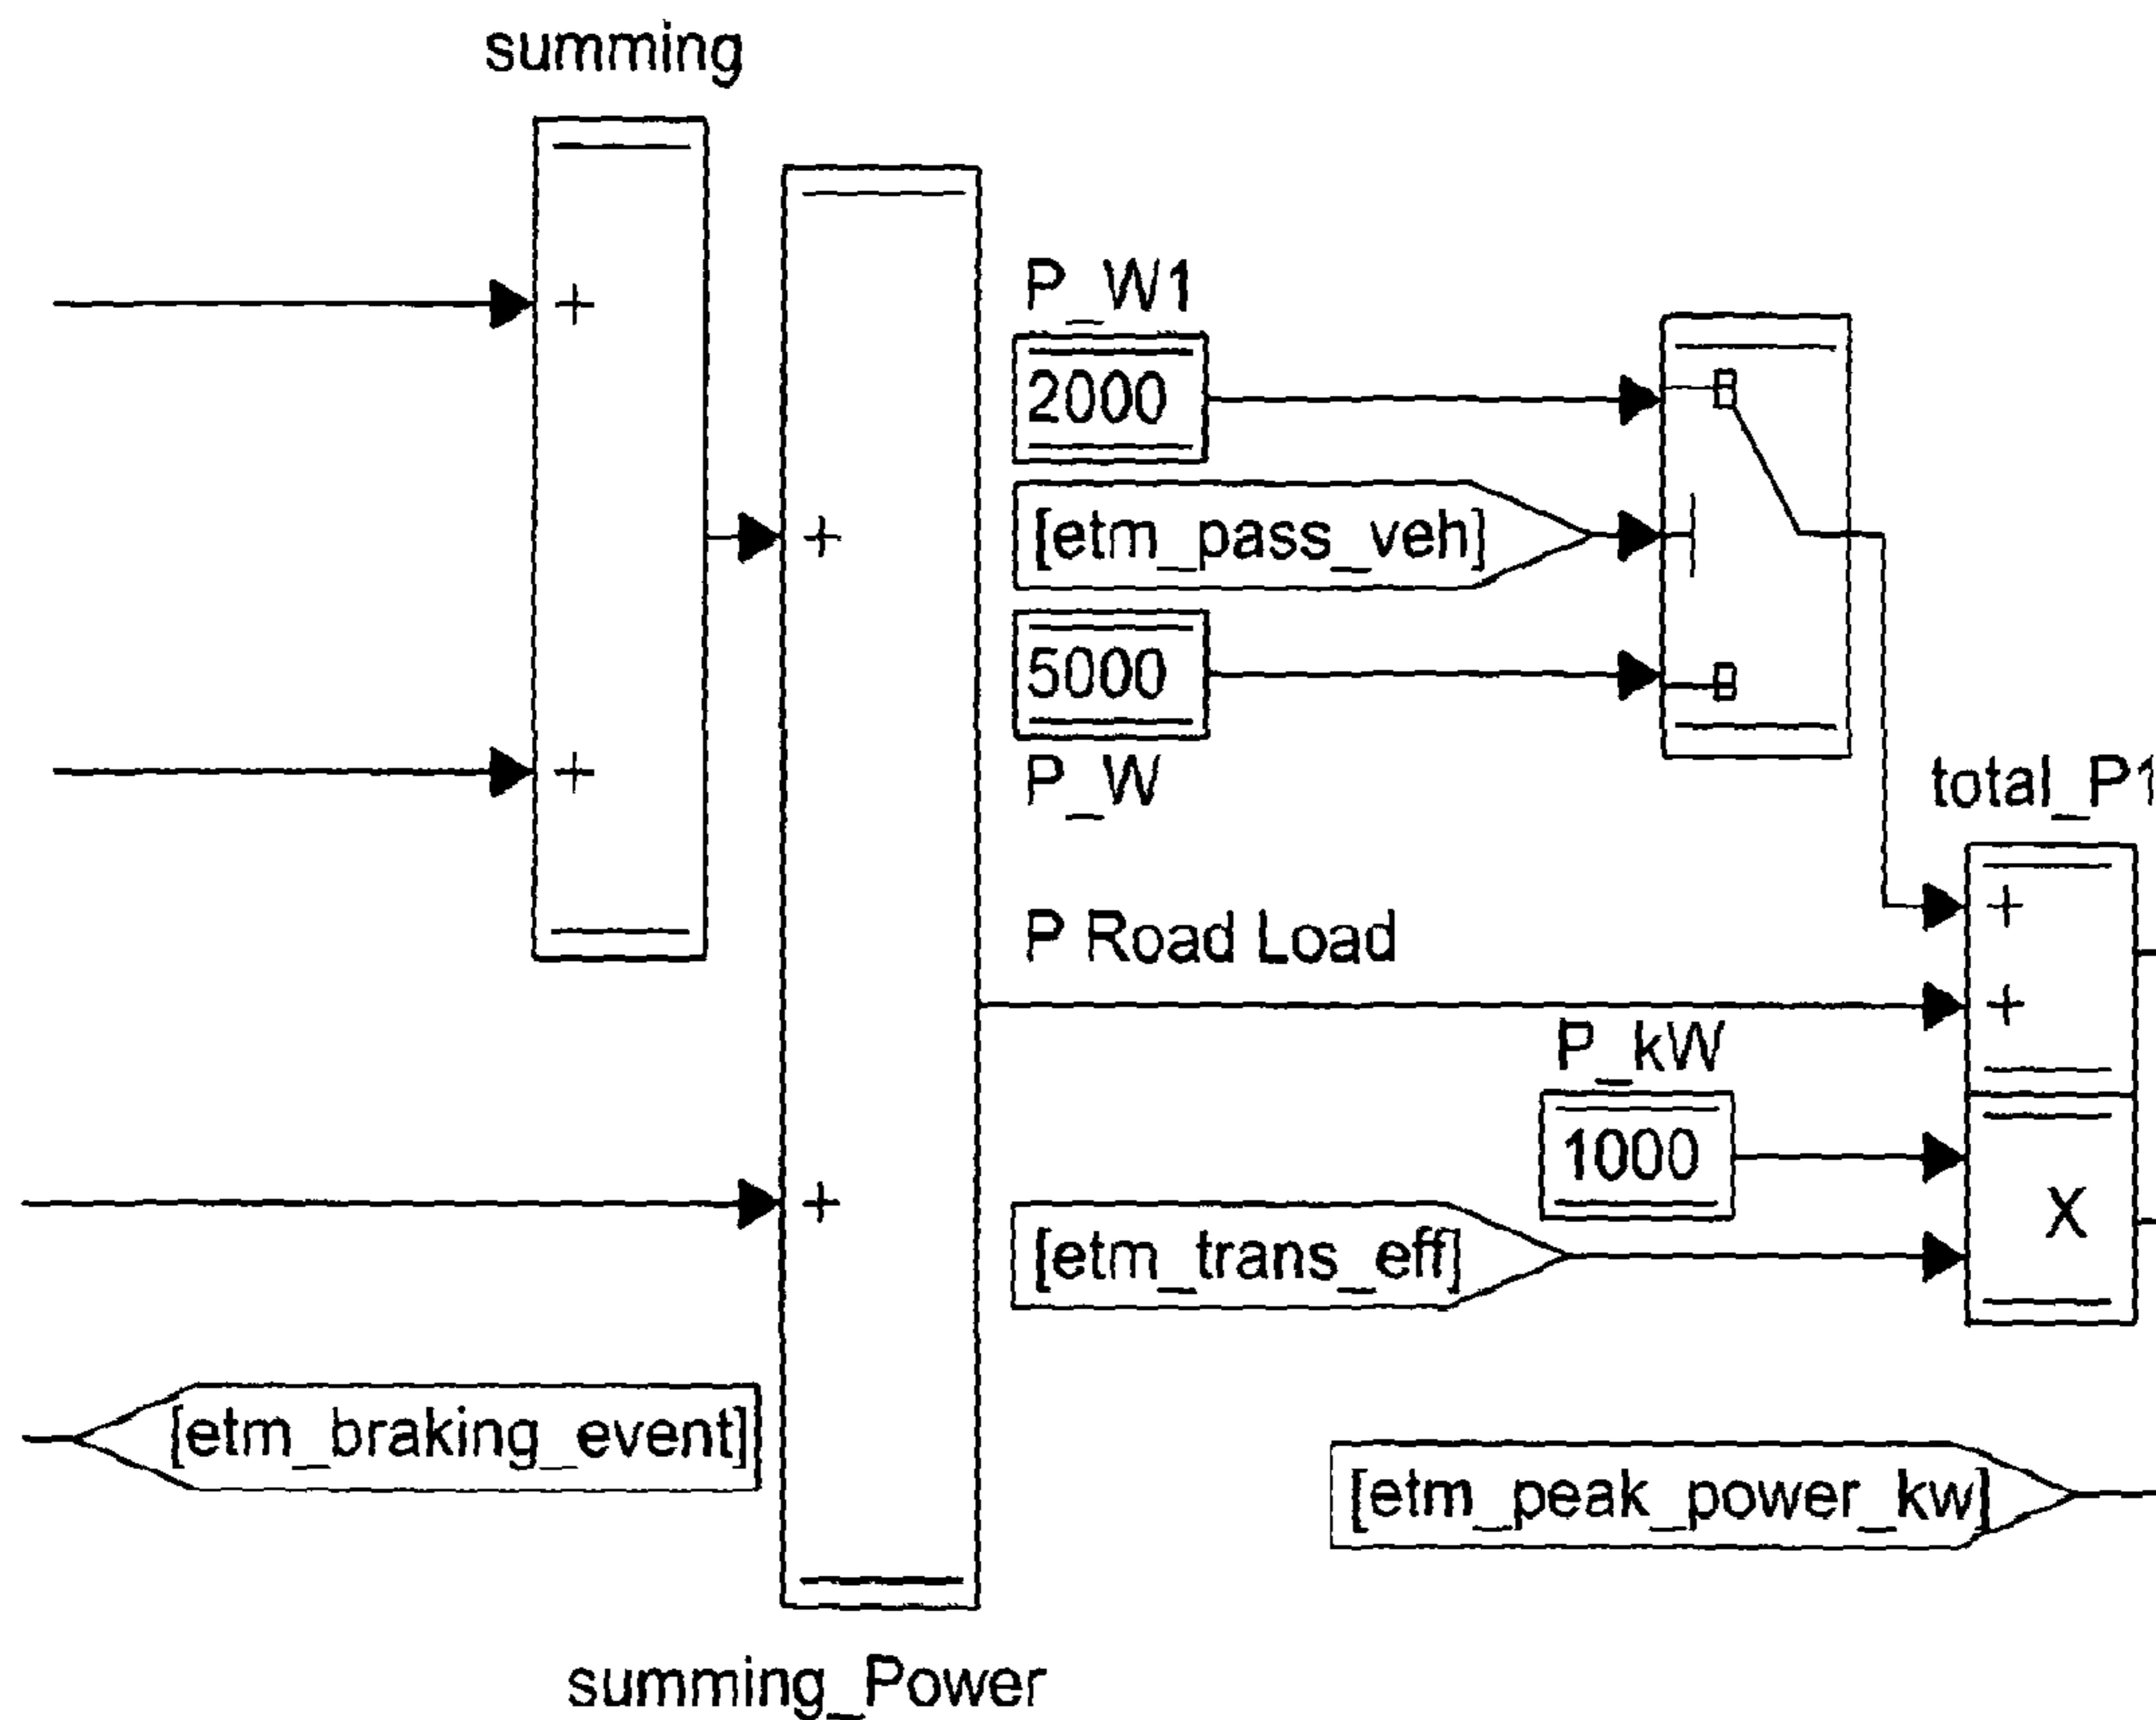 summing
+
+
+
+
summing_Power
P_W1
2000
[etm_pass_veh]
5000
P_W
P Road Load
P_kW
1000
[etm_trans_eff]
total_P1
+
+
X
[etm_braking_event]
[etm_peak_power_kw]